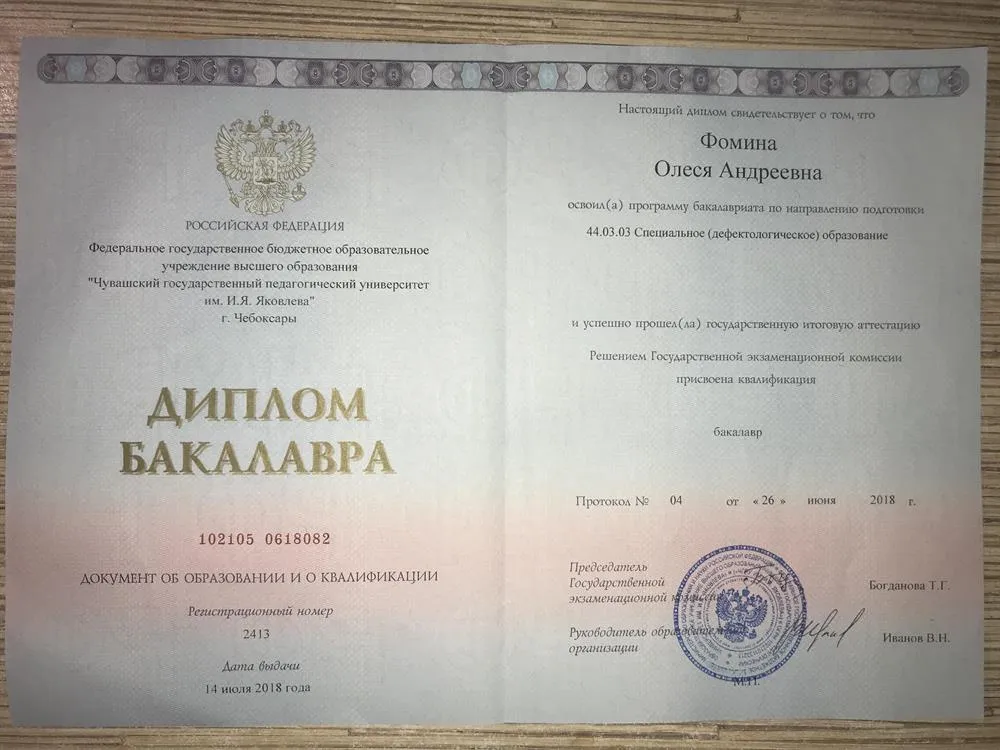 РОССИЙСКАЯ ФЕДЕРАЦИЯ
Федеральное государственное бюджетное образовательное
учреждение высшего образования
"Чувашский государственный педагогический университет
им. И.Я. Яковлева"
г. Чебоксары
ДИПЛОМ
БАКАЛАВРА
102105 0618082
ДОКУМЕНТ ОБ ОБРАЗОВАНИИ И О КВАЛИФИКАЦИИ
Регистрационный номер
2413
Дата выдачи
14 июля 2018 года
Настоящий диплом свидетельствует о том, что
Фомина
Олеся Андреевна
освоил(а) программу бакалавриата по направлению подготовки
44.03.03 Специальное (дефектологическое) образование
и успешно прошел(ла) государственную итоговую аттестацию
Решением Государственной экзаменационной комиссии
присвоена квалификация
бакалавр
Протокол № 04 от « 26 » июня 2018 г.
Председатель
Государственной
экзаменационной комиссии
Богданова Т.Г.
Руководитель образовательной
организации
Иванов В.Н.
М.П.